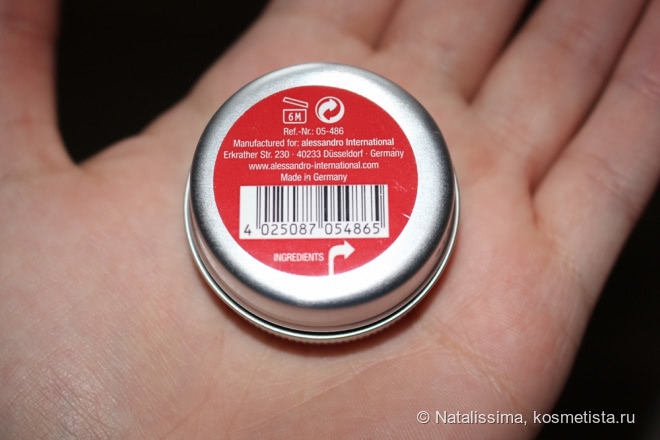 6M
Ref.-Nr.: 05-486
Manufactured for: alessandro International
Erkrather Str. 230 · 40233 Düsseldorf · Germany
www.alessandro-international.com
Made in Germany
4 025087 054865
INGREDIENTS
© Natalissima, kosmetista.ru